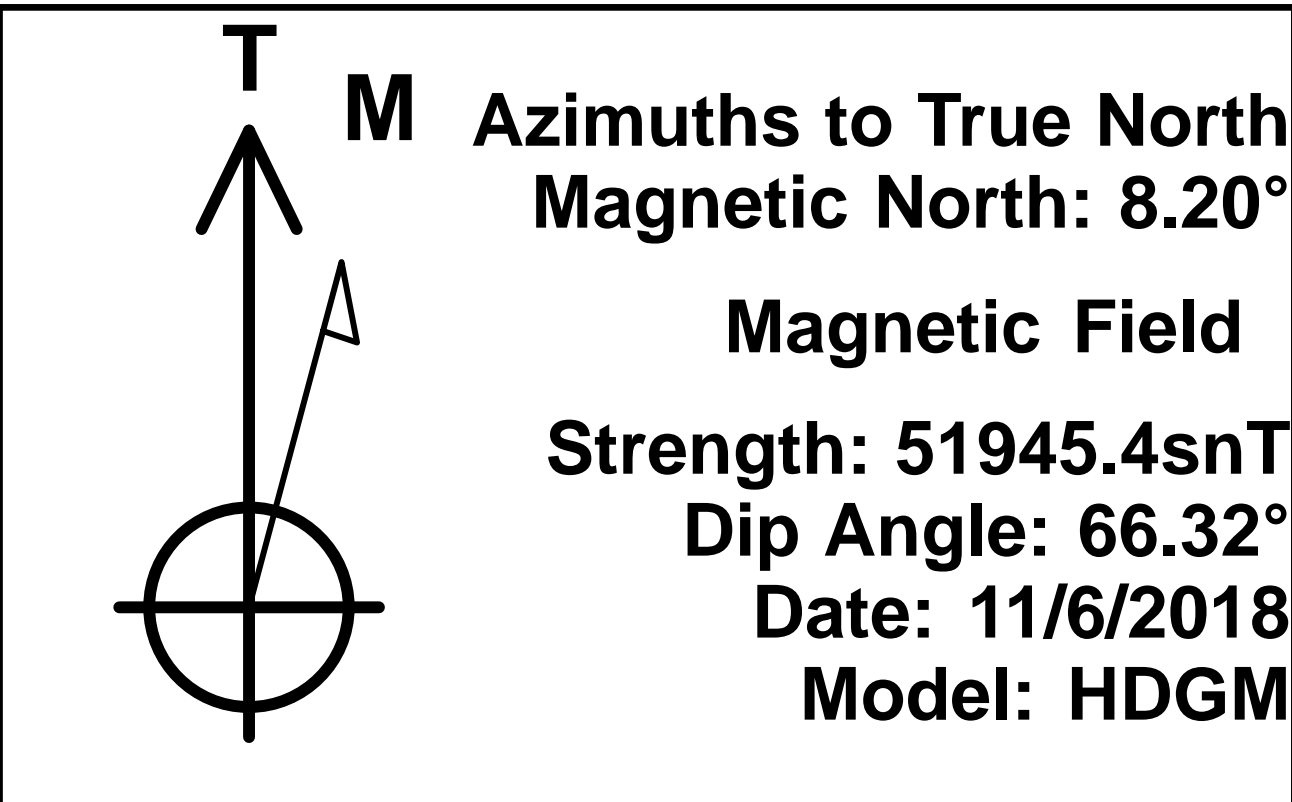 T
M
Azimuths to True North
Magnetic North: 8.20°
Magnetic Field
Strength: 51945.4snT
Dip Angle: 66.32°
Date: 11/6/2018
Model: HDGM